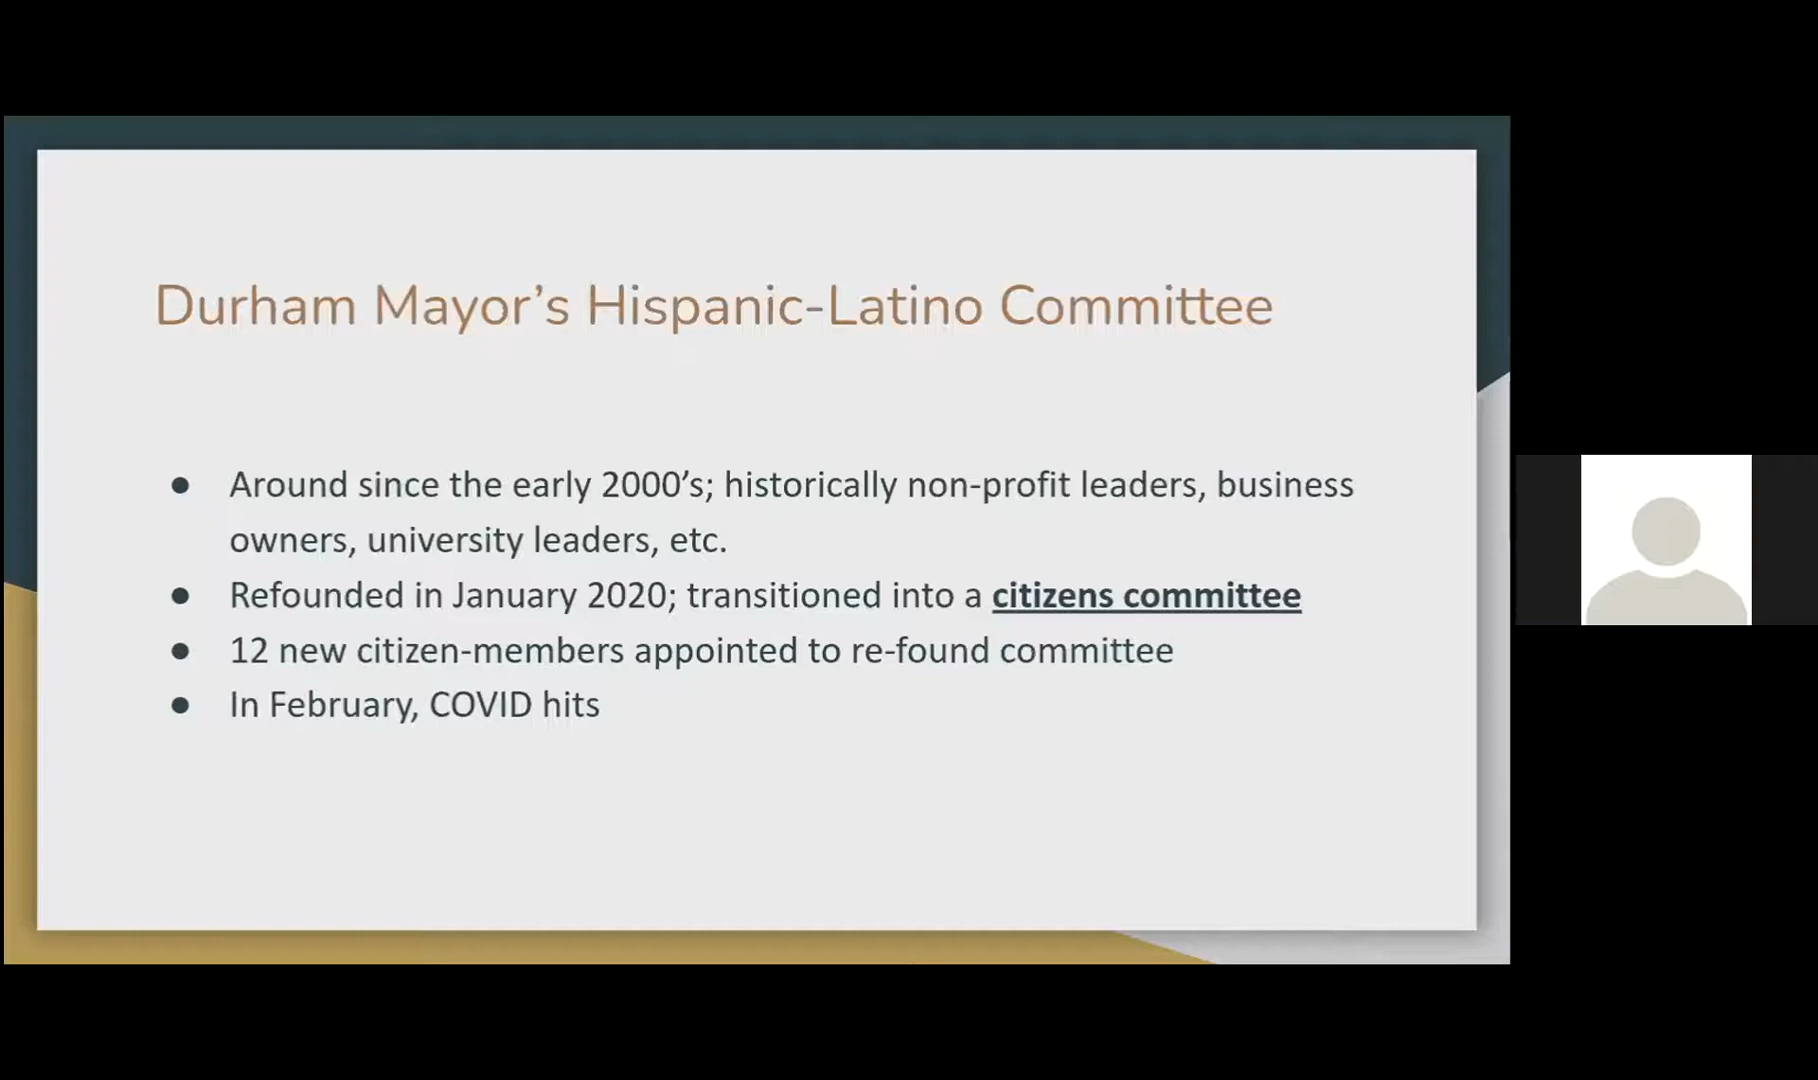 Durham Mayor’s Hispanic-Latino Committee
● Around since the early 2000’s; historically non-profit leaders, business
owners, university leaders, etc.
● Refounded in January 2020; transitioned into a citizens committee
● 12 new citizen-members appointed to re-found committee
● In February, COVID hits